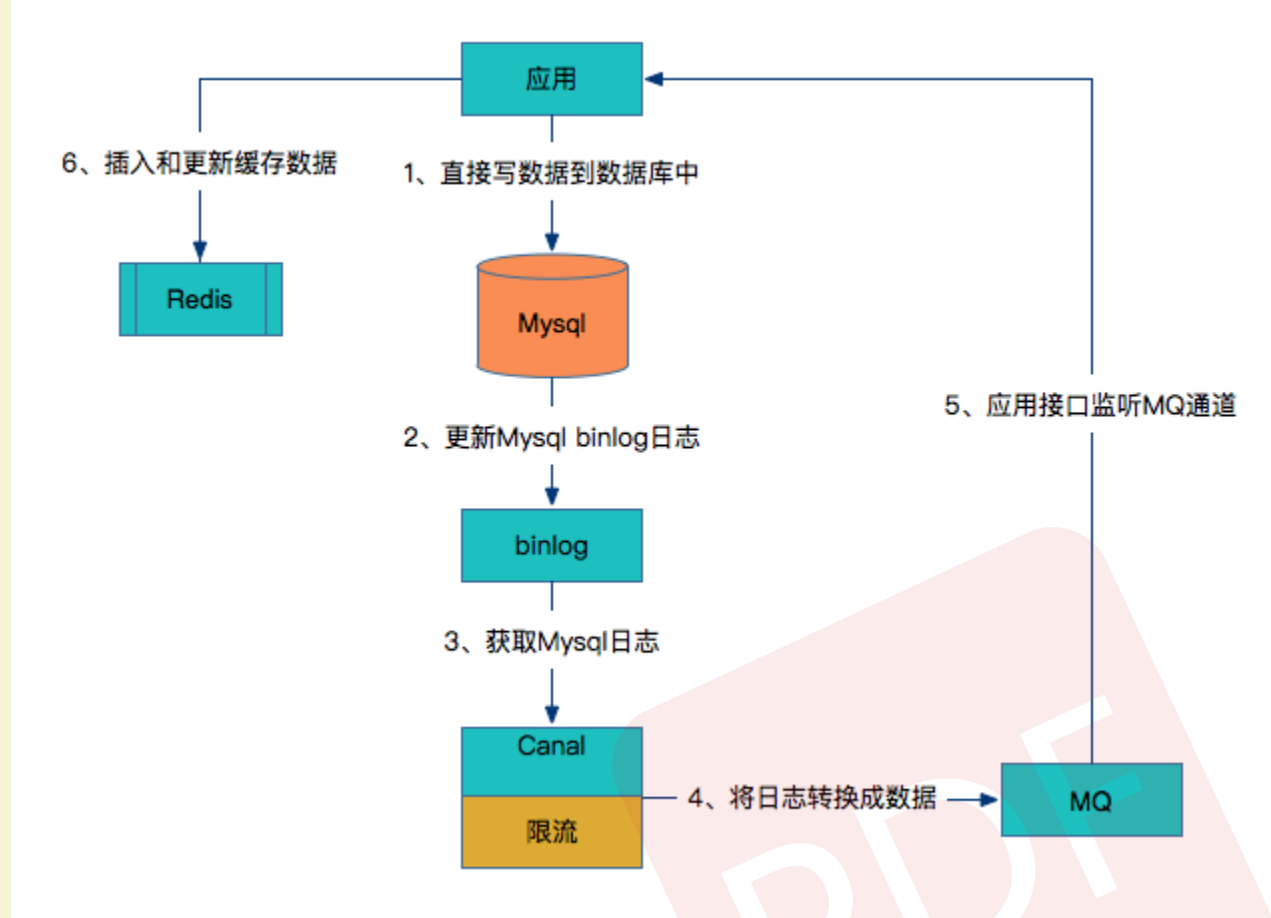 应用
6、插入和更新缓存数据
1、直接写数据到数据库中
Redis
Mysql
5、应用接口监听MQ通道
2、更新Mysql binlog日志
binlog
3、获取Mysql日志
Canal
4、将日志转换成数据
MQ
限流
PDF